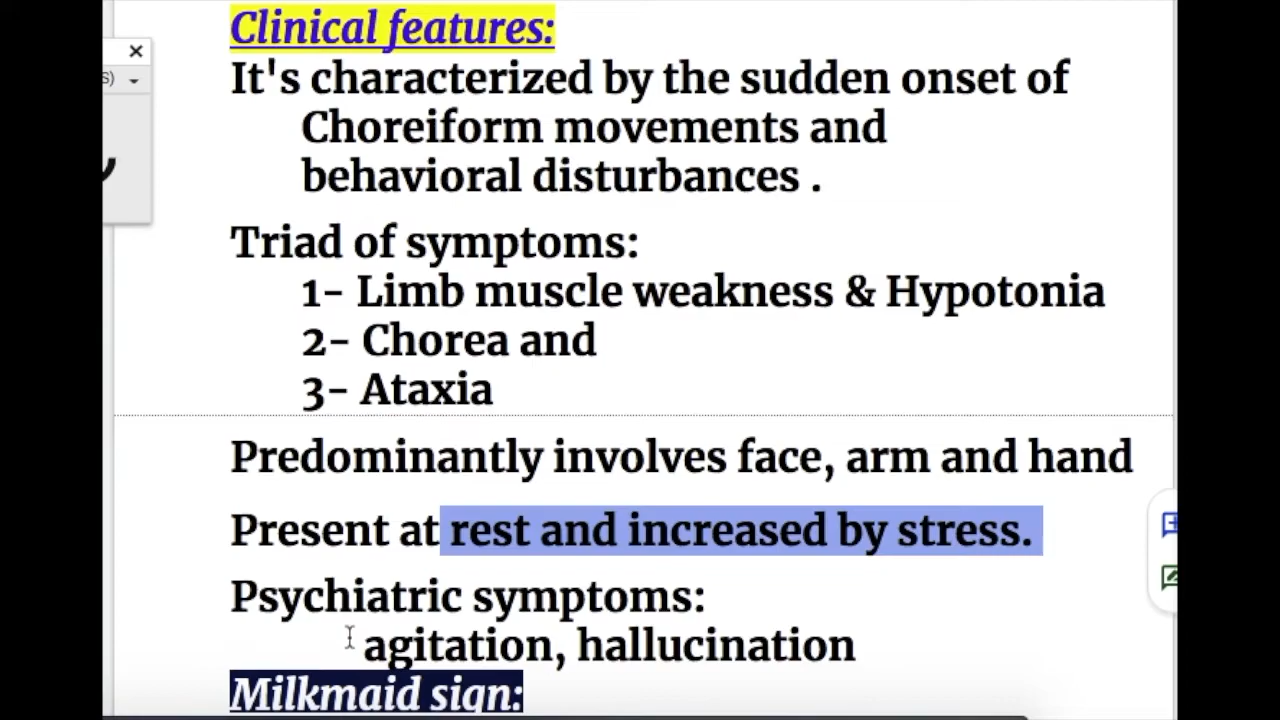 Clinical features:
s)
It's characterized by the sudden onset of
Choreiform movements and
behavioral disturbances .
Triad of symptoms:
1- Limb muscle weakness & Hypotonia
2- Chorea and
3- Ataxia
Predominantly involves face, arm and hand
Present at rest and increased by stress.
Psychiatric symptoms:
agitation, hallucination
Milkmaid sign: